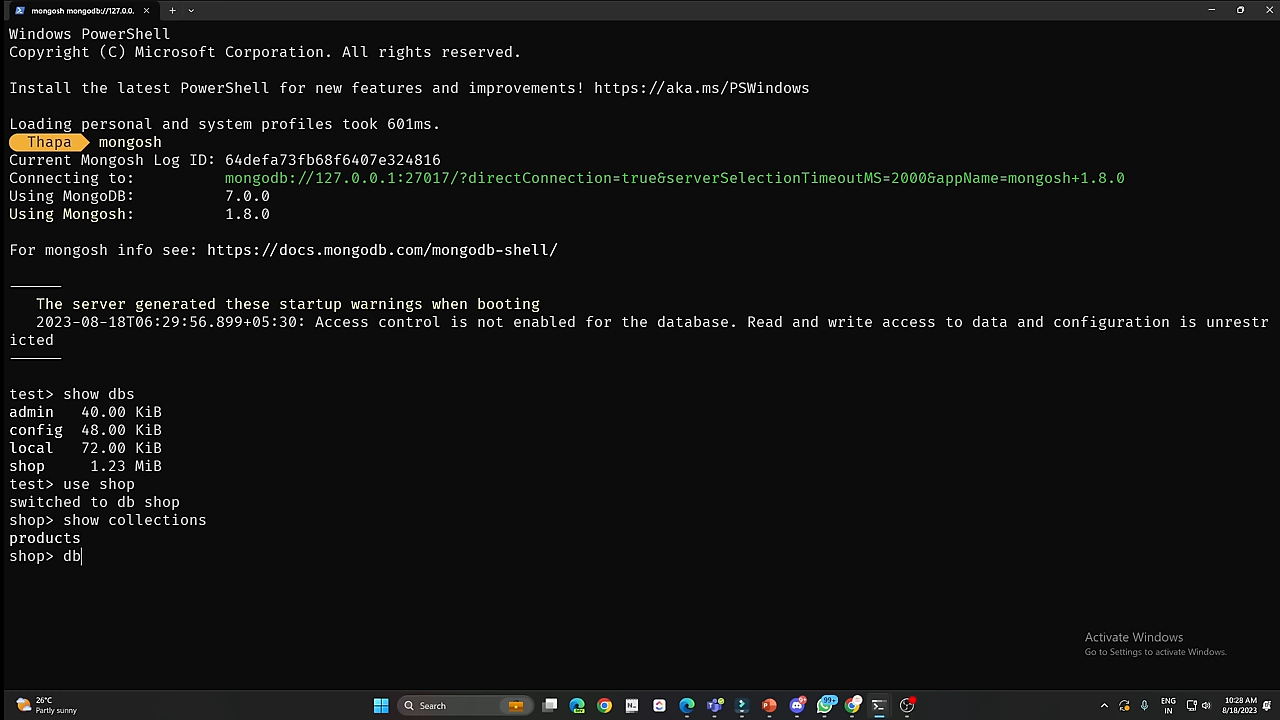 mongosh mongodb://127.0.0.
Windows PowerShell
Copyright (C) Microsoft Corporation. All rights reserved.
Install the latest PowerShell for new features and improvements! https://aka.ms/PSWindows
Loading personal and system profiles took 601ms.
Thapa mongosh
Current Mongosh Log ID: 64defa73fb68f6407e324816
Connecting to: mongodb://127.0.0.1:27017/?directConnection=true&serverSelectionTimeoutMS=2000&appName=mongosh+1.8.0
Using MongoDB: 7.0.0
Using Mongosh: 1.8.0
For mongosh info see: https://docs.mongodb.com/mongodb-shell/
------
The server generated these startup warnings when booting
2023-08-18T06:29:56.899+05:30: Access control is not enabled for the database. Read and write access to data and configuration is unrestr
icted
------
test> show dbs
admin 40.00 KiB
config 48.00 KiB
local 72.00 KiB
shop 1.23 MiB
test> use shop
switched to db shop
shop> show collections
products
shop> db
Activate Windows
Go to Settings to activate Windows.
26°C
Partly sunny
Search
99+
ENG
IN
10:28 AM
8/18/2023